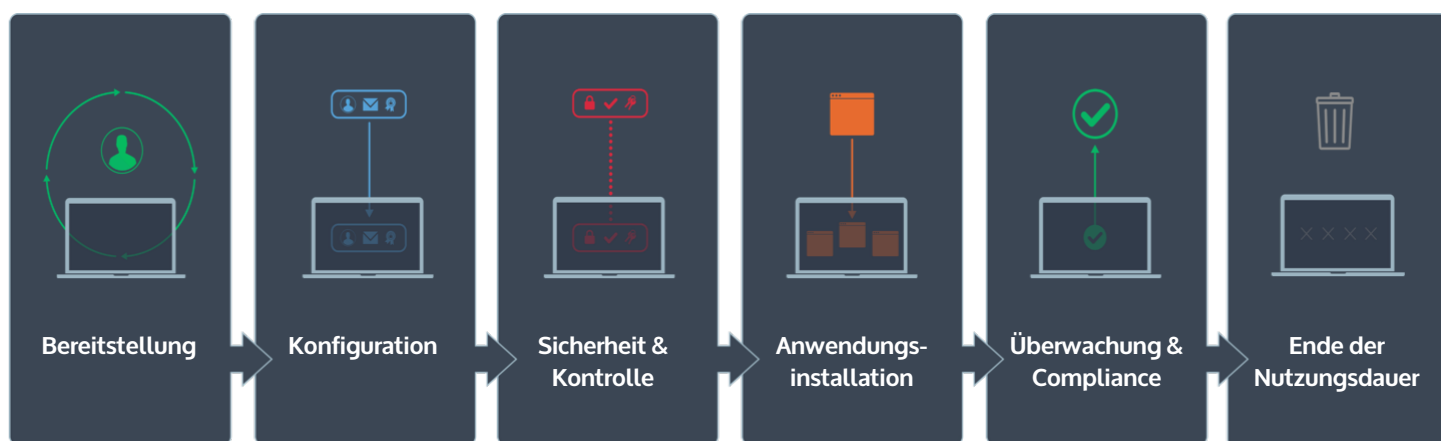 Bereitstellung
Konfiguration
Sicherheit &
Kontrolle
Anwendungs-
installation
Überwachung &
Compliance
Ende der
Nutzungsdauer